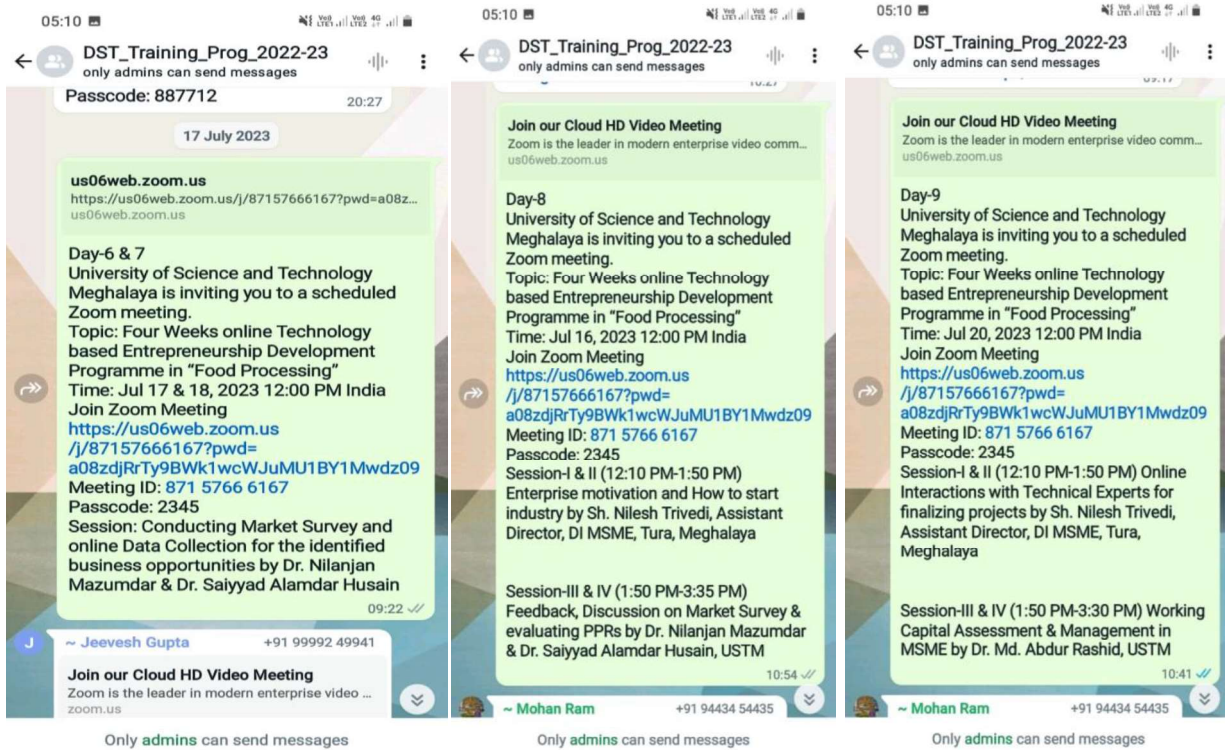 05:10
Vo)) LTE1 Vo)) LTE2 4G
DST_Training_Prog_2022-23
only admins can send messages
Passcode: 887712
20:27
17 July 2023
us06web.zoom.us
https://us06web.zoom.us/j/87157666167?pwd=a08z...
us06web.zoom.us
Day-6 & 7
University of Science and Technology
Meghalaya is inviting you to a scheduled
Zoom meeting.
Topic: Four Weeks online Technology
based Entrepreneurship Development
Programme in “Food Processing”
Time: Jul 17 & 18, 2023 12:00 PM India
Join Zoom Meeting
https://us06web.zoom.us
/j/87157666167?pwd=
a08zdjRrTy9BWk1wcWJuMU1BY1Mwdz09
Meeting ID: 871 5766 6167
Passcode: 2345
Session: Conducting Market Survey and
online Data Collection for the identified
business opportunities by Dr. Nilanjan
Mazumdar & Dr. Saiyyad Alamdar Husain
09:22
J
~ Jeevesh Gupta +91 99992 49941
Join our Cloud HD Video Meeting
Zoom is the leader in modern enterprise video ...
zoom.us
Only admins can send messages
05:10
Vo)) LTE1 Vo)) LTE2 4G
DST_Training_Prog_2022-23
only admins can send messages
Join our Cloud HD Video Meeting
Zoom is the leader in modern enterprise video comm...
us06web.zoom.us
Day-8
University of Science and Technology
Meghalaya is inviting you to a scheduled
Zoom meeting.
Topic: Four Weeks online Technology
based Entrepreneurship Development
Programme in “Food Processing”
Time: Jul 16, 2023 12:00 PM India
Join Zoom Meeting
https://us06web.zoom.us
/j/87157666167?pwd=
a08zdjRrTy9BWk1wcWJuMU1BY1Mwdz09
Meeting ID: 871 5766 6167
Passcode: 2345
Session-I & II (12:10 PM-1:50 PM)
Enterprise motivation and How to start
industry by Sh. Nilesh Trivedi, Assistant
Director, DI MSME, Tura, Meghalaya
Session-III & IV (1:50 PM-3:35 PM)
Feedback, Discussion on Market Survey &
evaluating PPRs by Dr. Nilanjan Mazumdar
& Dr. Saiyyad Alamdar Husain, USTM
10:54
~ Mohan Ram +91 94434 54435
Only admins can send messages
05:10
Vo)) LTE1 Vo)) LTE2 4G
DST_Training_Prog_2022-23
only admins can send messages
Join our Cloud HD Video Meeting
Zoom is the leader in modern enterprise video comm...
us06web.zoom.us
Day-9
University of Science and Technology
Meghalaya is inviting you to a scheduled
Zoom meeting.
Topic: Four Weeks online Technology
based Entrepreneurship Development
Programme in “Food Processing”
Time: Jul 20, 2023 12:00 PM India
Join Zoom Meeting
https://us06web.zoom.us
/j/87157666167?pwd=
a08zdjRrTy9BWk1wcWJuMU1BY1Mwdz09
Meeting ID: 871 5766 6167
Passcode: 2345
Session-I & II (12:10 PM-1:50 PM) Online
Interactions with Technical Experts for
finalizing projects by Sh. Nilesh Trivedi,
Assistant Director, DI MSME, Tura,
Meghalaya
Session-III & IV (1:50 PM-3:30 PM) Working
Capital Assessment & Management in
MSME by Dr. Md. Abdur Rashid, USTM
10:41
~ Mohan Ram +91 94434 54435
Only admins can send messages